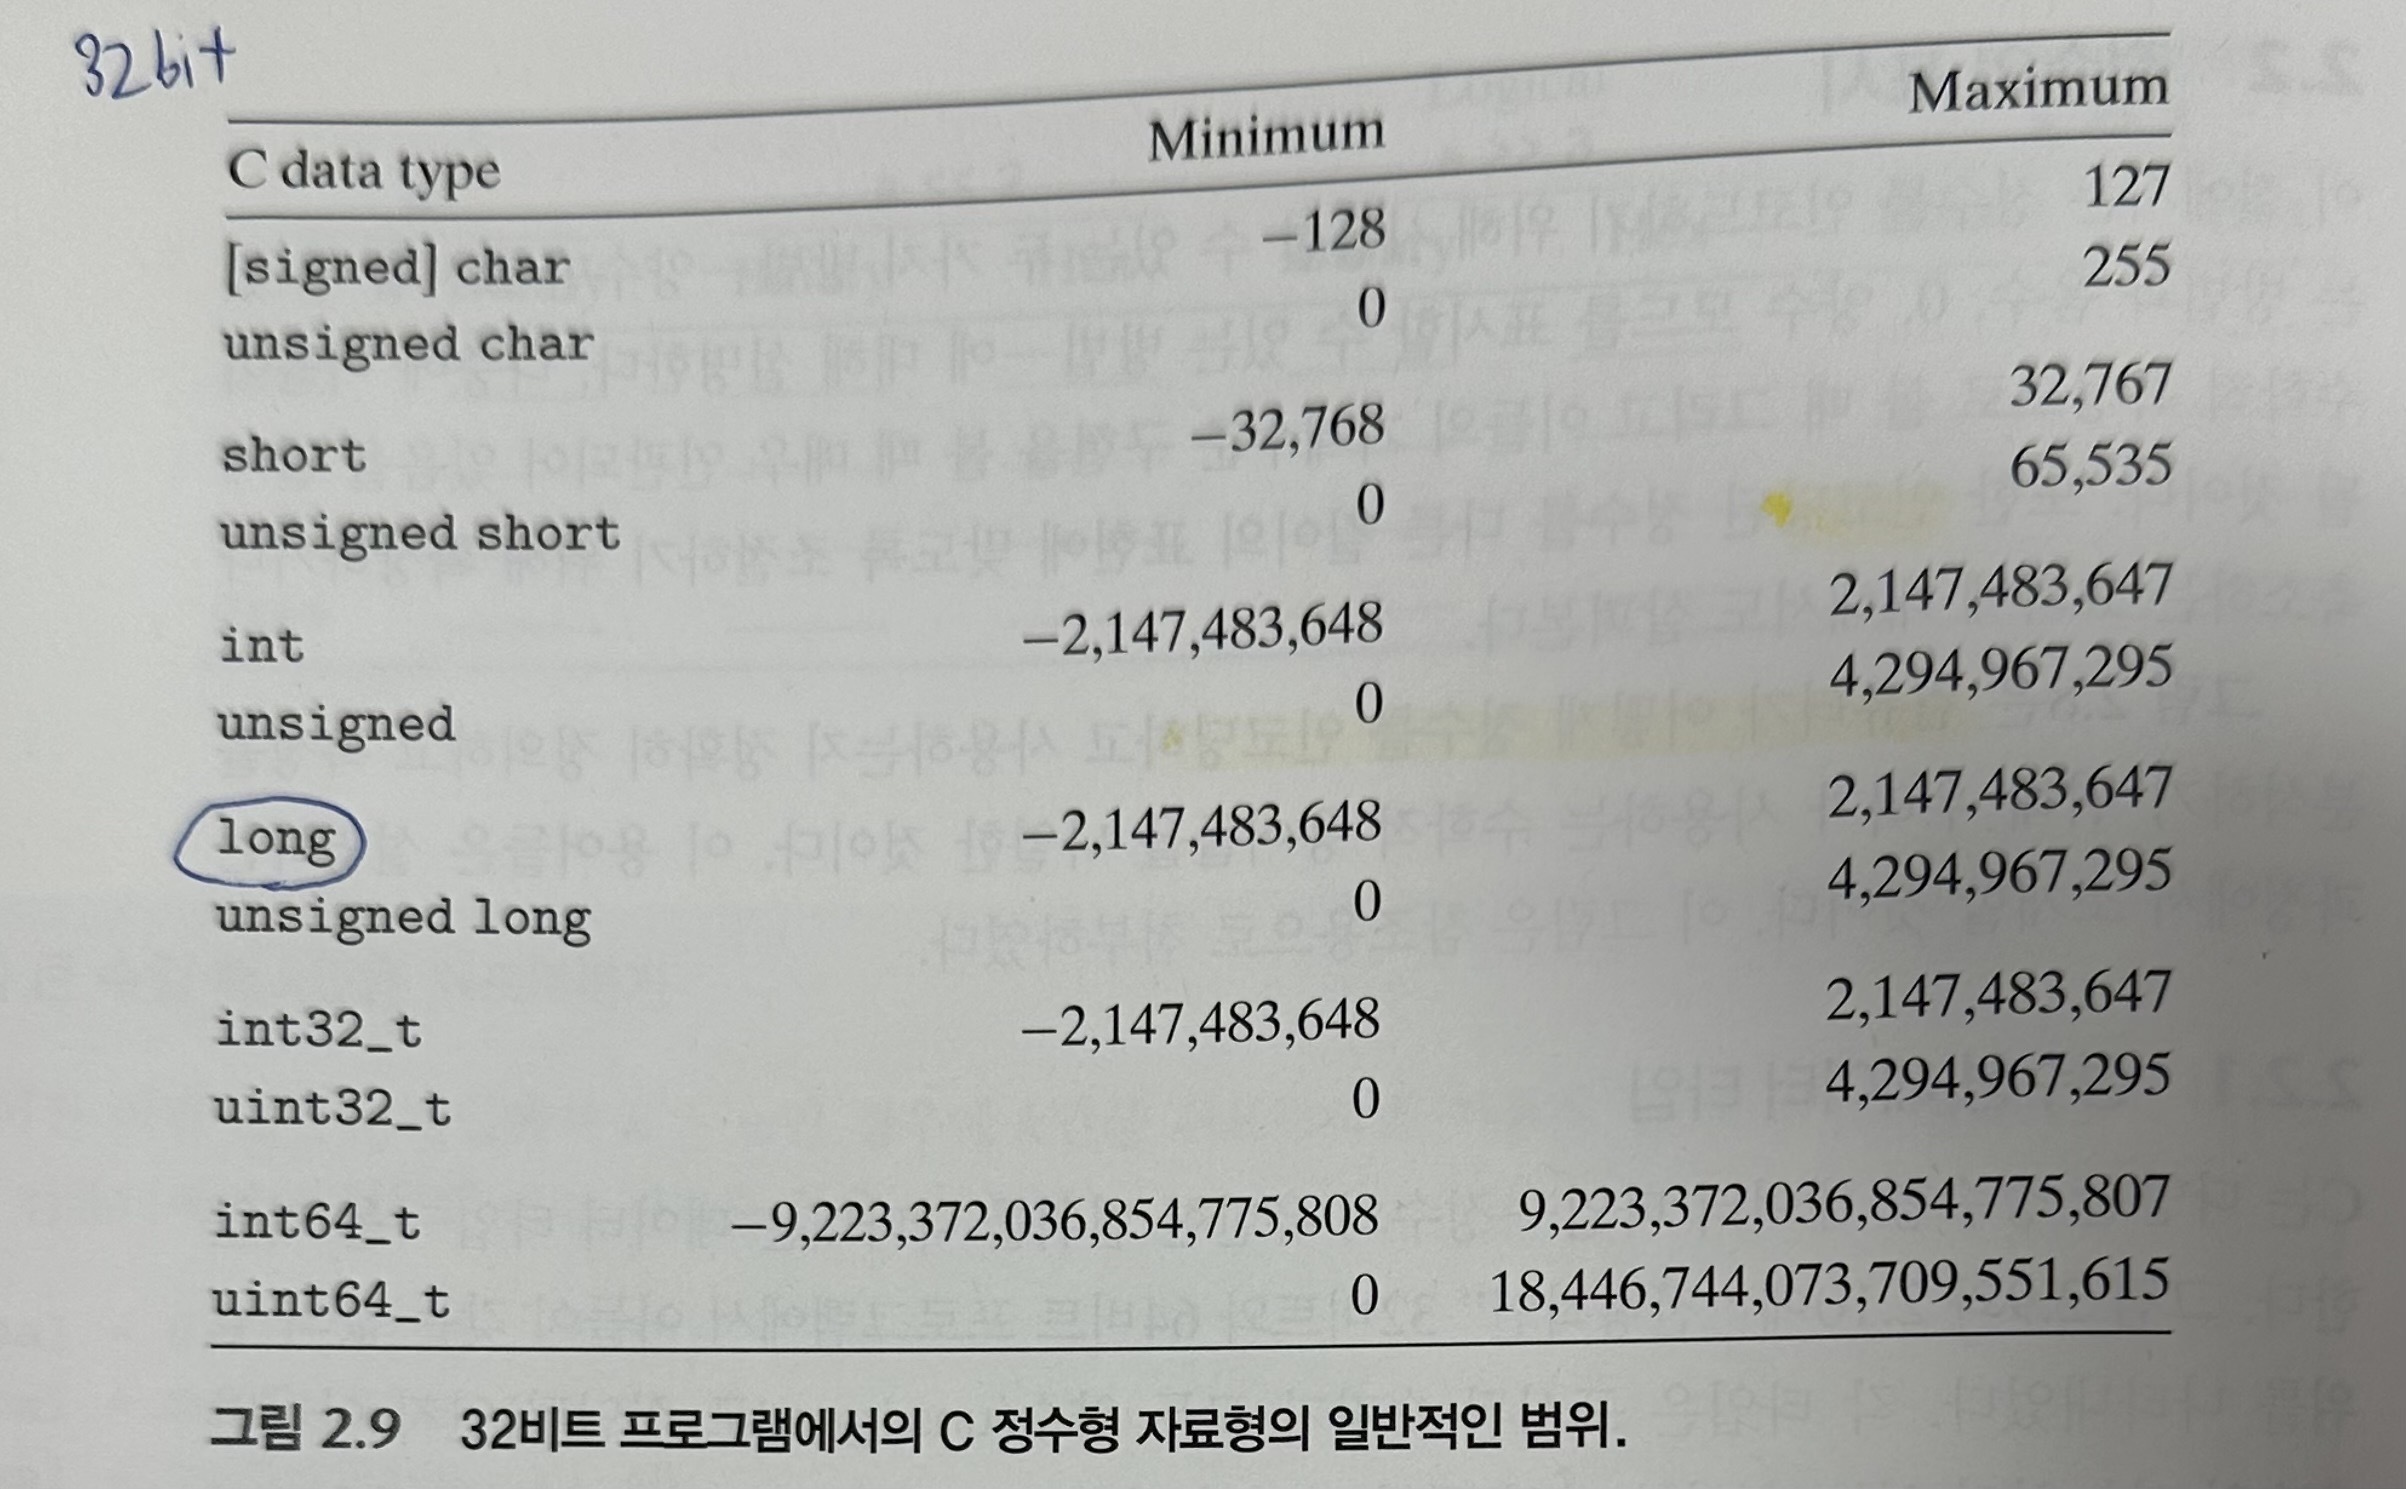 32bit
C data type Minimum Maximum
[signed] char −128 127
unsigned char 0 255
short −32,768 32,767
unsigned short 0 65,535
int −2,147,483,648 2,147,483,647
unsigned 0 4,294,967,295
long −2,147,483,648 2,147,483,647
unsigned long 0 4,294,967,295
int32_t −2,147,483,648 2,147,483,647
uint32_t 0 4,294,967,295
int64_t −9,223,372,036,854,775,808 9,223,372,036,854,775,807
uint64_t 0 18,446,744,073,709,551,615
그림 2.9 32비트 프로그램에서의 C 정수형 자료형의 일반적인 범위.